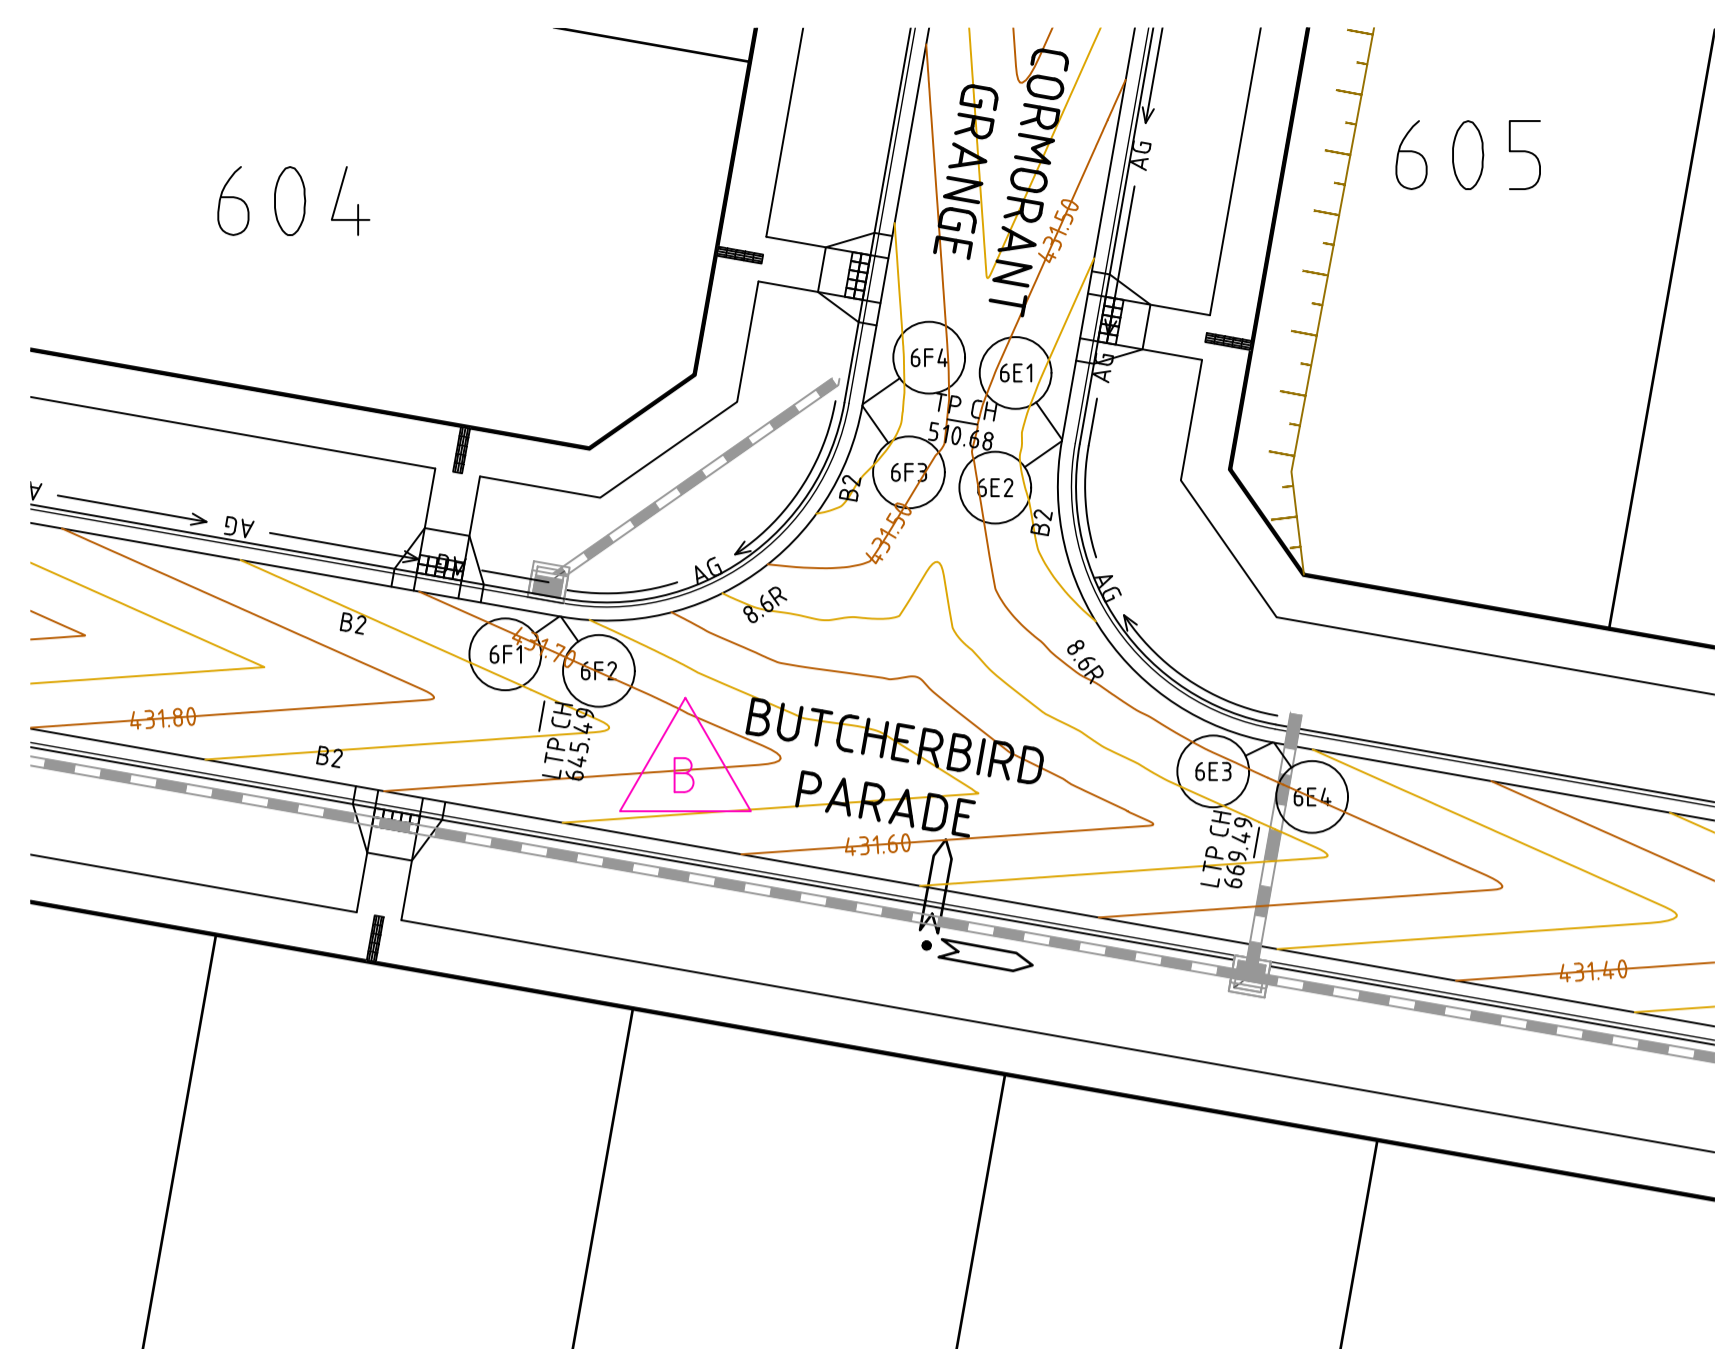 CORMORANT
GRANGE
604
605
AG
431.50
6F4
6E1
TP CH
510.68
AG
6F3
6E2
B2
B2
431.50
A
AG
AG
AG
AG
8.6R
B2
431.70
6F1
6F2
8.6R
431.80
B2
LTP CH
645.49
B
BUTCHERBIRD
PARADE
6E3
6E4
431.60
LTP CH
669.49
431.40